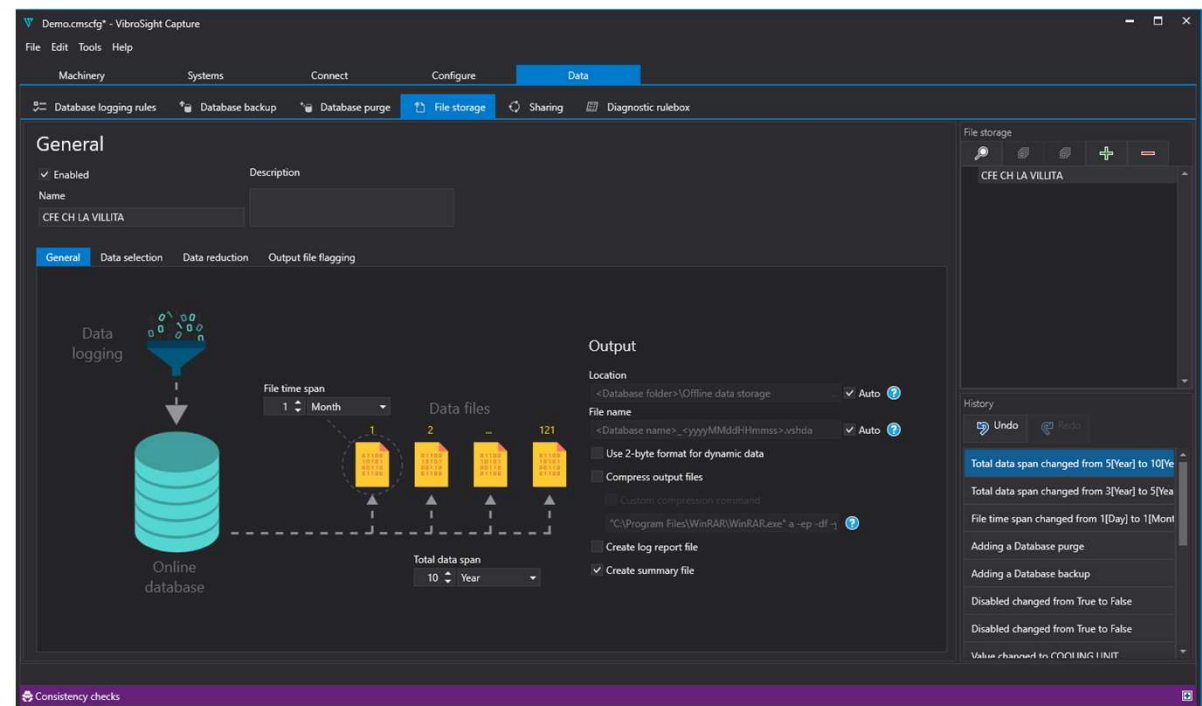 Demo.cmscfg* - VibroSight Capture
File Edit Tools Help
Machinery Systems Connect Configure Data
Database logging rules Database backup Database purge File storage Sharing Diagnostic rulebox
General
Enabled
Description
Name
CFE CH LA VILLITA
General Data selection Data reduction Output file flagging
Data
logging
File time span
1 Month
Data files
1 2 ... 121
Online
database
Total data span
10 Year
Output
Location
<Database folder>\Offline data storage ... Auto ?
File name
<Database name>_<yyyyMMddHHmmss>.vshda Auto ?
Use 2-byte format for dynamic data
Compress output files
Custom compression command
"C:\Program Files\WinRAR\WinRAR.exe" a -ep -df -y ?
Create log report file
Create summary file
File storage
CFE CH LA VILLITA
History
Undo Redo
Total data span changed from 5[Year] to 10[Ye
Total data span changed from 3[Year] to 5[Yea
File time span changed from 1[Day] to 1[Mont
Adding a Database purge
Adding a Database backup
Disabled changed from True to False
Disabled changed from True to False
Value changed to COOLING UNIT
Consistency checks